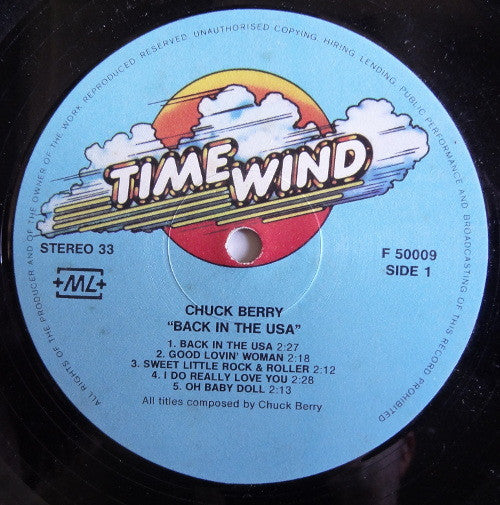 ALL RIGHTS OF THE PRODUCER AND OF THE OWNER OF THE WORK REPRODUCED RESERVED. UNAUTHORISED COPYING, HIRING, LENDING, PUBLIC PERFORMANCE AND BROADCASTING OF THIS RECORD PROHIBITED
TIME WIND
STEREO 33
F 50009
SIDE 1
+ML+
CHUCK BERRY
"BACK IN THE USA"
1. BACK IN THE USA 2:27
2. GOOD LOVIN' WOMAN 2:18
3. SWEET LITTLE ROCK & ROLLER 2:12
4. I DO REALLY LOVE YOU 2:28
5. OH BABY DOLL 2:13
All titles composed by Chuck Berry